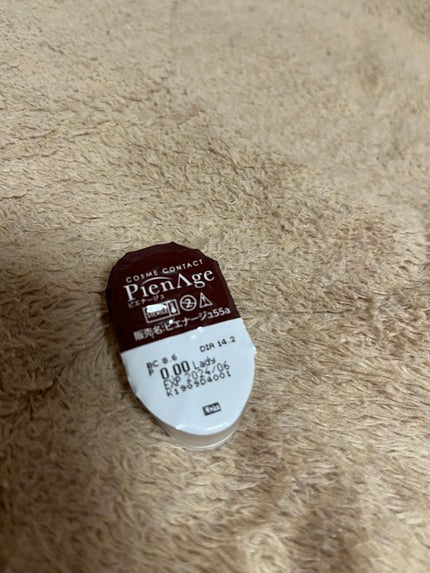 COSME CONTACT
PienAge
ピエナージュ
販売名:ピエナージュ55a
BC 8.6 DIA 14.2
P 0.00 Lady
EXP 2024/06
K190904001